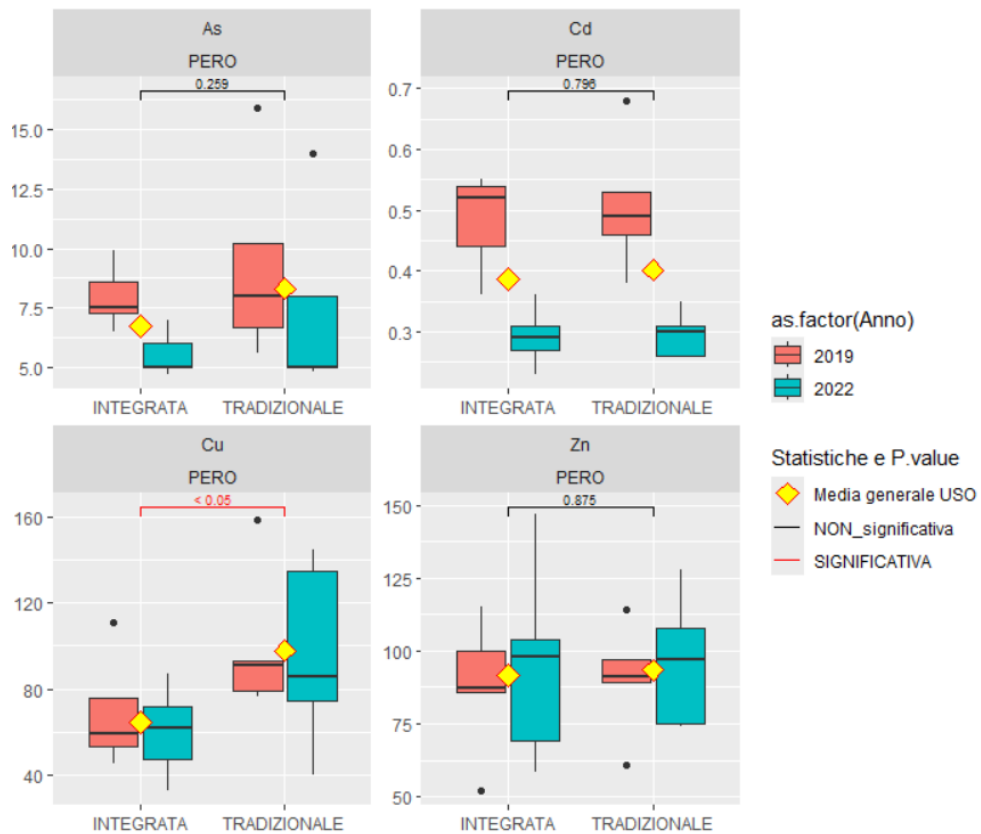 As
PERO
0.259
15.0
12.5
10.0
7.5
5.0
INTEGRATA TRADIZIONALE
Cd
PERO
0.796
0.7
0.6
0.5
0.4
0.3
INTEGRATA TRADIZIONALE
Cu
PERO
< 0.05
160
120
80
40
INTEGRATA TRADIZIONALE
Zn
PERO
0.875
150
125
100
75
50
INTEGRATA TRADIZIONALE
as.factor(Anno)
2019
2022
Statistiche e P.value
Media generale USO
NON_significativa
SIGNIFICATIVA